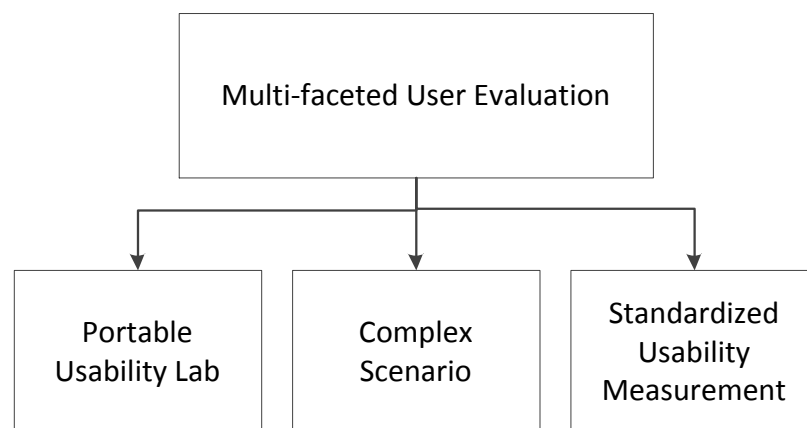 Multi-faceted User Evaluation
Portable
Usability Lab
Complex
Scenario
Standardized
Usability
Measurement